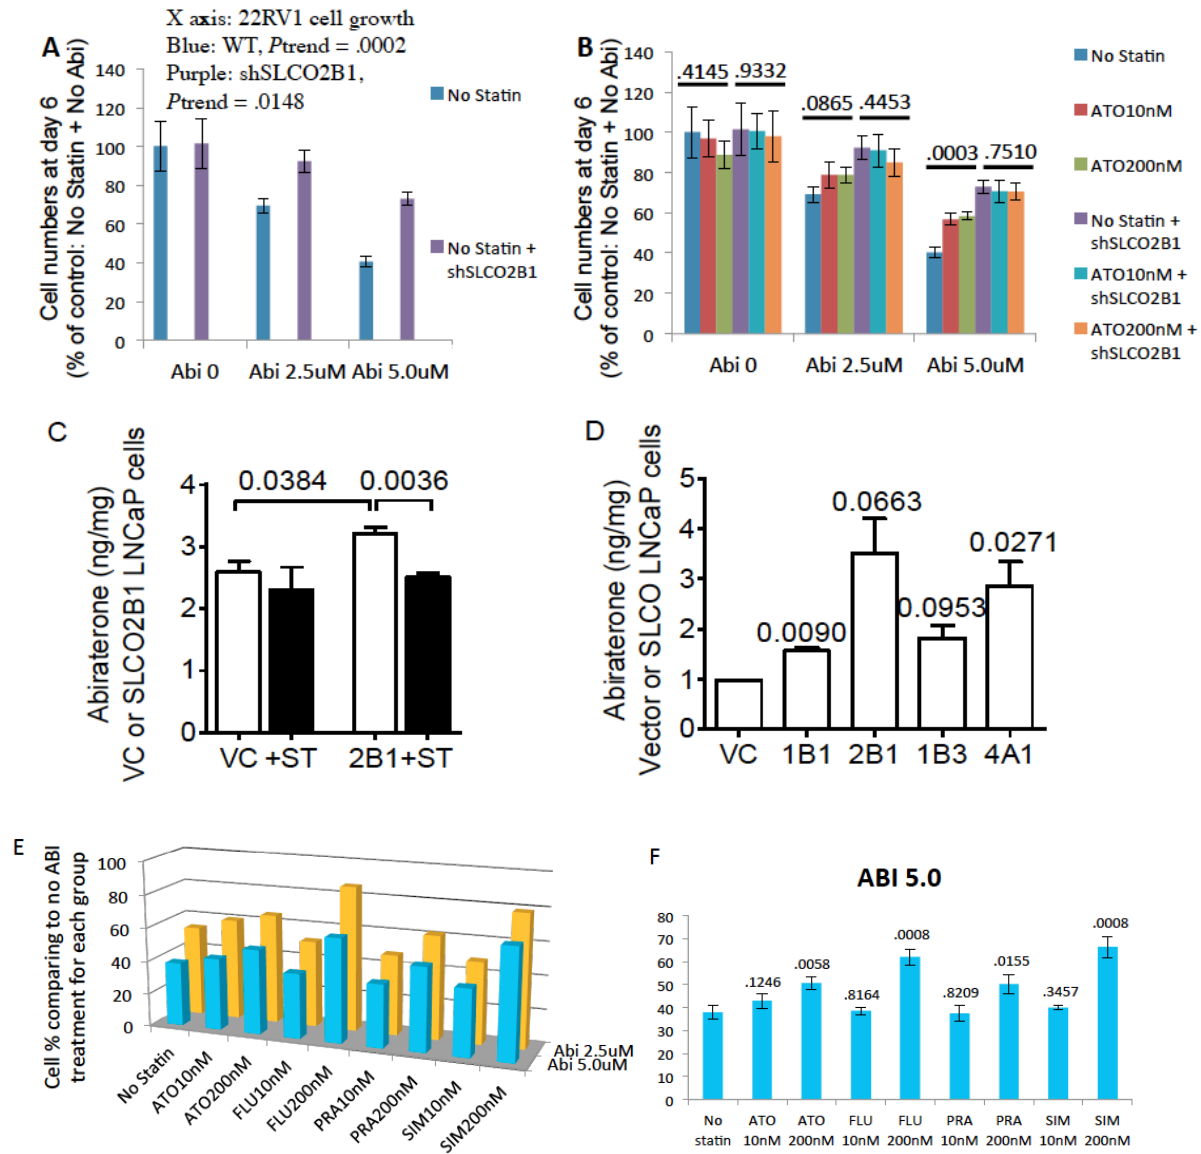 A
X axis: 22RV1 cell growth
Blue: WT, Ptrend = .0002
Purple: shSLCO2B1,
Ptrend = .0148
Cell numbers at day 6
(% of control: No Statin + No Abi)
140
120
100
80
60
40
20
0
Abi 0 Abi 2.5uM Abi 5.0uM
No Statin
No Statin +
shSLCO2B1
B
Cell numbers at day 6
(% of control: No Statin + No Abi)
140
120
100
80
60
40
20
0
.4145 .9332
.0865 .4453
.0003 .7510
Abi 0 Abi 2.5uM Abi 5.0uM
No Statin
ATO10nM
ATO200nM
No Statin +
shSLCO2B1
ATO10nM +
shSLCO2B1
ATO200nM +
shSLCO2B1
C
Abiraterone (ng/mg)
VC or SLCO2B1 LNCaP cells
4
3
2
1
0
0.0384 0.0036
VC +ST 2B1+ST
D
Abiraterone (ng/mg)
Vector or SLCO LNCaP cells
5
4
3
2
1
0
0.0090
0.0663
0.0953
0.0271
VC 1B1 2B1 1B3 4A1
E
Cell % comparing to no ABI
treatment for each group
100
80
60
40
20
0
No Statin
ATO10nM
ATO200nM
FLU10nM
FLU200nM
PRA10nM
PRA200nM
SIM10nM
SIM200nM
Abi 2.5uM
Abi 5.0uM
F
ABI 5.0
80
70
60
50
40
30
20
10
0
.1246
.0058
.8164
.0008
.8209
.0155
.3457
.0008
No ATO ATO FLU FLU PRA PRA SIM SIM
statin 10nM 200nM 10nM 200nM 10nM 200nM 10nM 200nM